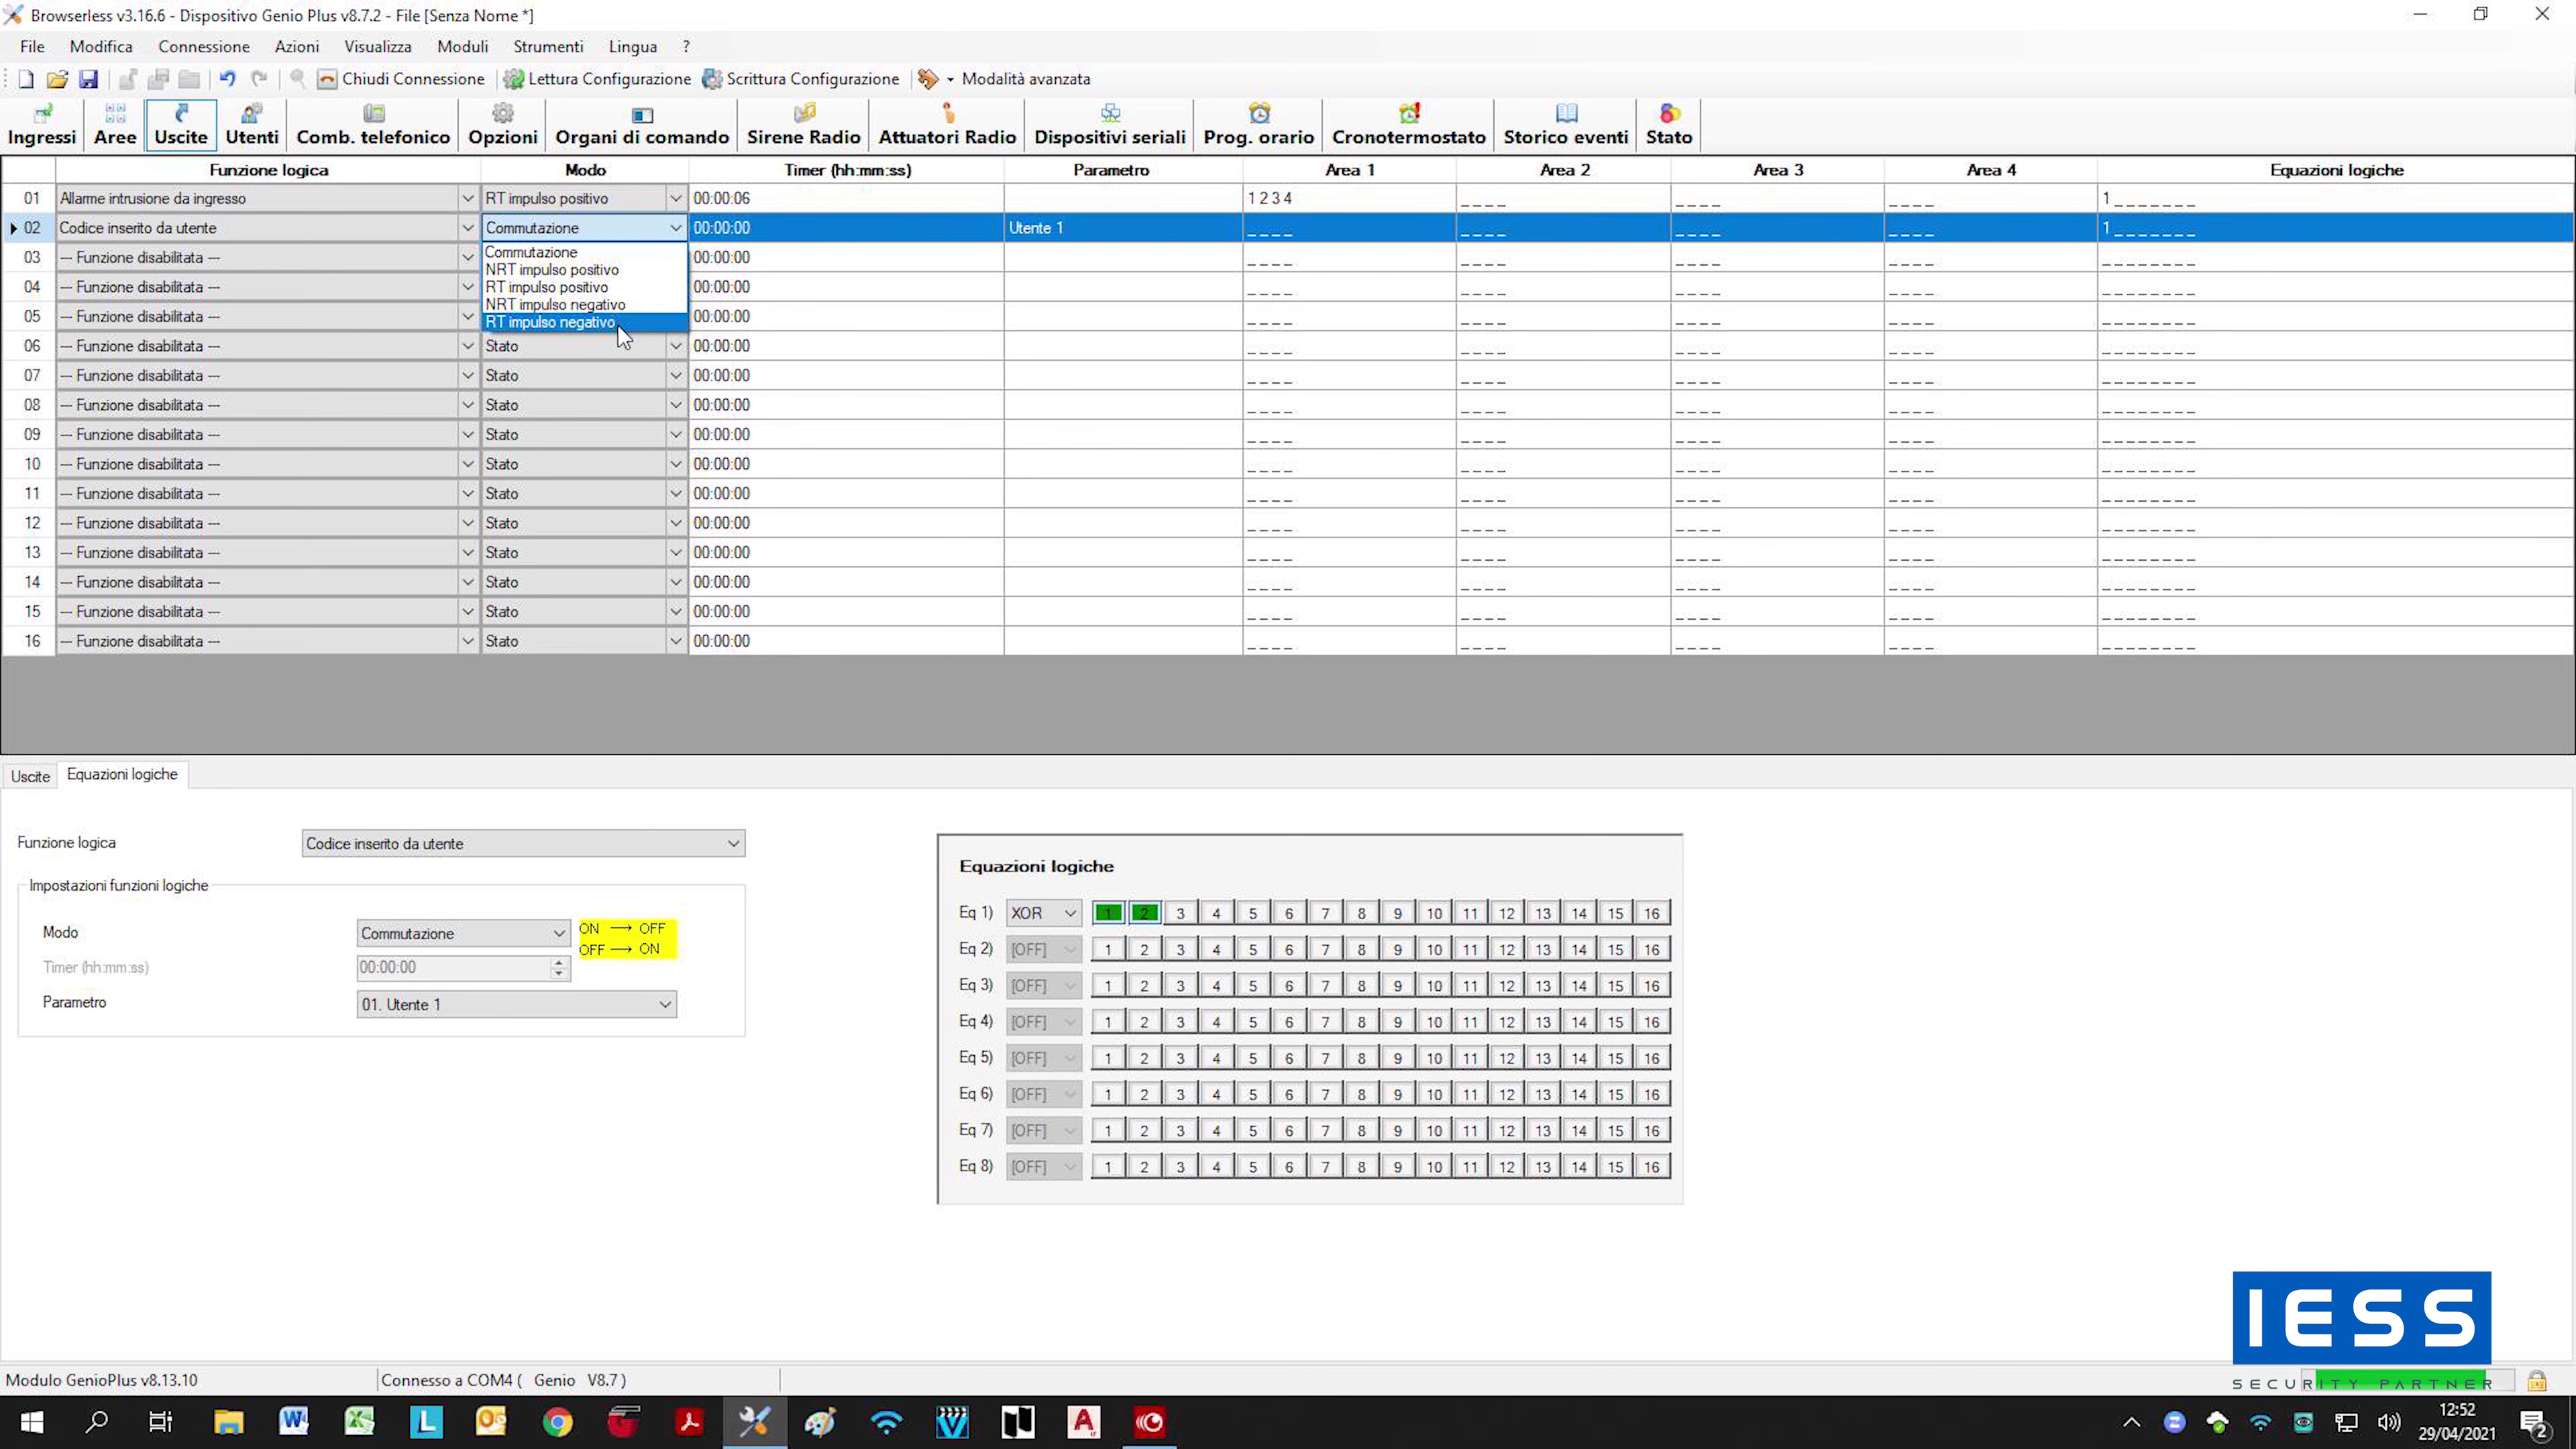 Browserless v3.16.6 - Dispositivo Genio Plus v8.7.2 - File [Senza Nome *]
File Modifica Connessione Azioni Visualizza Moduli Strumenti Lingua ?
Chiudi Connessione Lettura Configurazione Scrittura Configurazione Modalità avanzata
Ingressi Aree Uscite Utenti Comb. telefonico Opzioni Organi di comando Sirene Radio Attuatori Radio Dispositivi seriali Prog. orario Cronotermostato Storico eventi Stato
Funzione logica Modo Timer (hh:mm:ss) Parametro Area 1 Area 2 Area 3 Area 4 Equazioni logiche
01 Allarme intrusione da ingresso RT impulso positivo 00:00:06 1 2 3 4 _ _ _ _ _ _ _ _ _ _ _ _ 1 _ _ _ _ _ _ _
02 Codice inserito da utente Commutazione 00:00:00 Utente 1 _ _ _ _ _ _ _ _ _ _ _ _ _ _ _ _ 1 _ _ _ _ _ _ _
Commutazione
03 --- Funzione disabilitata --- 00:00:00 _ _ _ _ _ _ _ _ _ _ _ _ _ _ _ _ _ _ _ _ _ _ _ _
NRT impulso positivo
04 --- Funzione disabilitata --- RT impulso positivo 00:00:00 _ _ _ _ _ _ _ _ _ _ _ _ _ _ _ _ _ _ _ _ _ _ _ _
NRT impulso negativo
05 --- Funzione disabilitata --- RT impulso negativo 00:00:00 _ _ _ _ _ _ _ _ _ _ _ _ _ _ _ _ _ _ _ _ _ _ _ _
06 --- Funzione disabilitata --- Stato 00:00:00 _ _ _ _ _ _ _ _ _ _ _ _ _ _ _ _ _ _ _ _ _ _ _ _
07 --- Funzione disabilitata --- Stato 00:00:00 _ _ _ _ _ _ _ _ _ _ _ _ _ _ _ _ _ _ _ _ _ _ _ _
08 --- Funzione disabilitata --- Stato 00:00:00 _ _ _ _ _ _ _ _ _ _ _ _ _ _ _ _ _ _ _ _ _ _ _ _
09 --- Funzione disabilitata --- Stato 00:00:00 _ _ _ _ _ _ _ _ _ _ _ _ _ _ _ _ _ _ _ _ _ _ _ _
10 --- Funzione disabilitata --- Stato 00:00:00 _ _ _ _ _ _ _ _ _ _ _ _ _ _ _ _ _ _ _ _ _ _ _ _
11 --- Funzione disabilitata --- Stato 00:00:00 _ _ _ _ _ _ _ _ _ _ _ _ _ _ _ _ _ _ _ _ _ _ _ _
12 --- Funzione disabilitata --- Stato 00:00:00 _ _ _ _ _ _ _ _ _ _ _ _ _ _ _ _ _ _ _ _ _ _ _ _
13 --- Funzione disabilitata --- Stato 00:00:00 _ _ _ _ _ _ _ _ _ _ _ _ _ _ _ _ _ _ _ _ _ _ _ _
14 --- Funzione disabilitata --- Stato 00:00:00 _ _ _ _ _ _ _ _ _ _ _ _ _ _ _ _ _ _ _ _ _ _ _ _
15 --- Funzione disabilitata --- Stato 00:00:00 _ _ _ _ _ _ _ _ _ _ _ _ _ _ _ _ _ _ _ _ _ _ _ _
16 --- Funzione disabilitata --- Stato 00:00:00 _ _ _ _ _ _ _ _ _ _ _ _ _ _ _ _ _ _ _ _ _ _ _ _
Uscite Equazioni logiche
Funzione logica Codice inserito da utente
Impostazioni funzioni logiche
Modo Commutazione
ON → OFF
OFF → ON
Timer (hh:mm:ss) 00:00:00
Parametro 01. Utente 1
Equazioni logiche
Eq 1) XOR 1 2 3 4 5 6 7 8 9 10 11 12 13 14 15 16
Eq 2) [OFF] 1 2 3 4 5 6 7 8 9 10 11 12 13 14 15 16
Eq 3) [OFF] 1 2 3 4 5 6 7 8 9 10 11 12 13 14 15 16
Eq 4) [OFF] 1 2 3 4 5 6 7 8 9 10 11 12 13 14 15 16
Eq 5) [OFF] 1 2 3 4 5 6 7 8 9 10 11 12 13 14 15 16
Eq 6) [OFF] 1 2 3 4 5 6 7 8 9 10 11 12 13 14 15 16
Eq 7) [OFF] 1 2 3 4 5 6 7 8 9 10 11 12 13 14 15 16
Eq 8) [OFF] 1 2 3 4 5 6 7 8 9 10 11 12 13 14 15 16
IESS
SECURITY PARTNER
Modulo GenioPlus v8.13.10 Connesso a COM4 ( Genio V8.7 )
12:52
29/04/2021
2